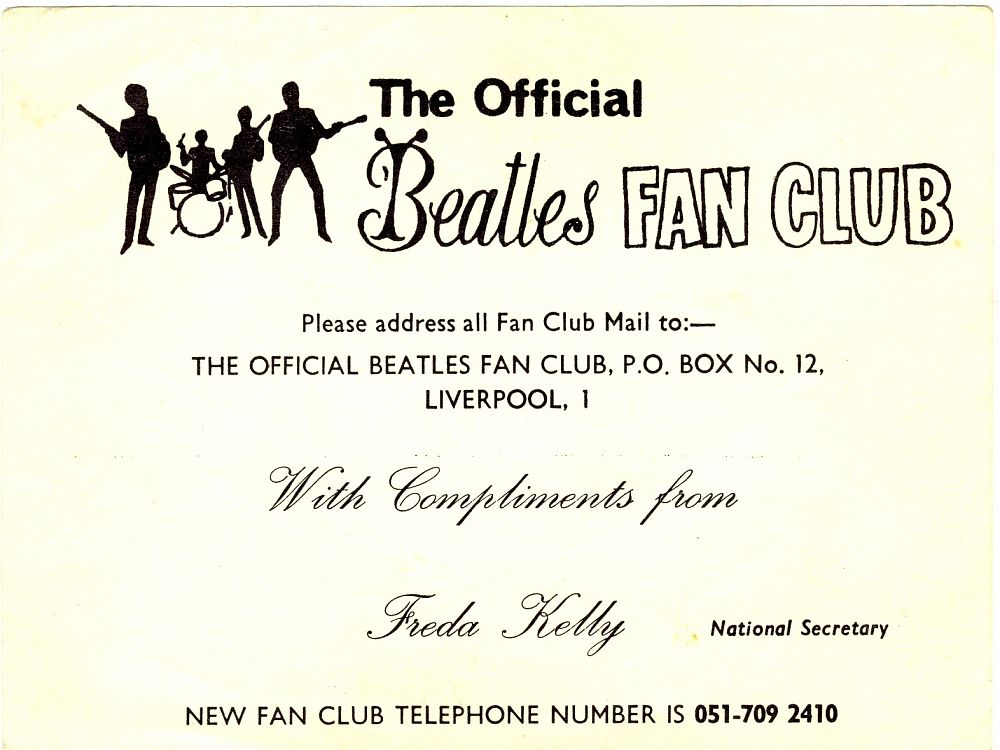 The Official
Beatles FAN CLUB
Please address all Fan Club Mail to:—
THE OFFICIAL BEATLES FAN CLUB, P.O. BOX No. 12,
LIVERPOOL, 1
With Compliments from
Freda Kelly National Secretary
NEW FAN CLUB TELEPHONE NUMBER IS 051-709 2410